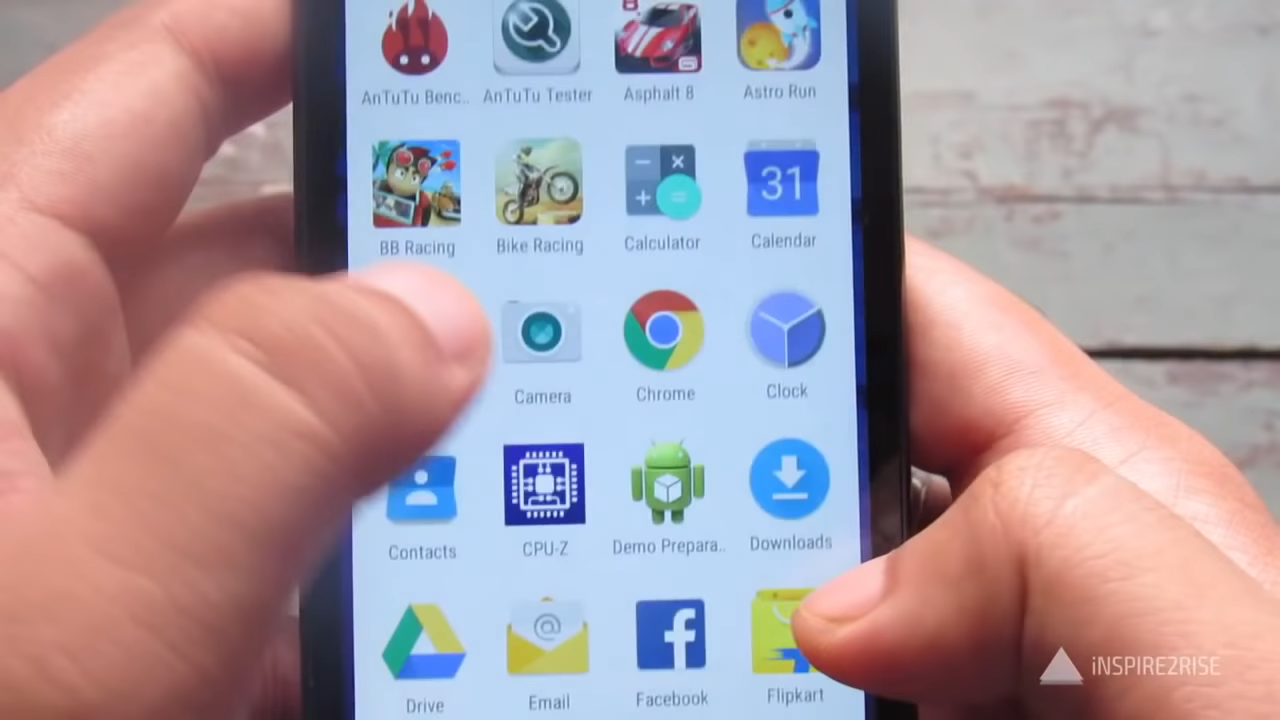 AnTuTu Benc.. AnTuTu Tester Asphalt 8 Astro Run
31
BB Racing Bike Racing Calculator Calendar
Camera Chrome Clock
Contacts CPU-Z Demo Prepara.. Downloads
@ f
Drive Email Facebook Flipkart
iNSPIRE2RISE